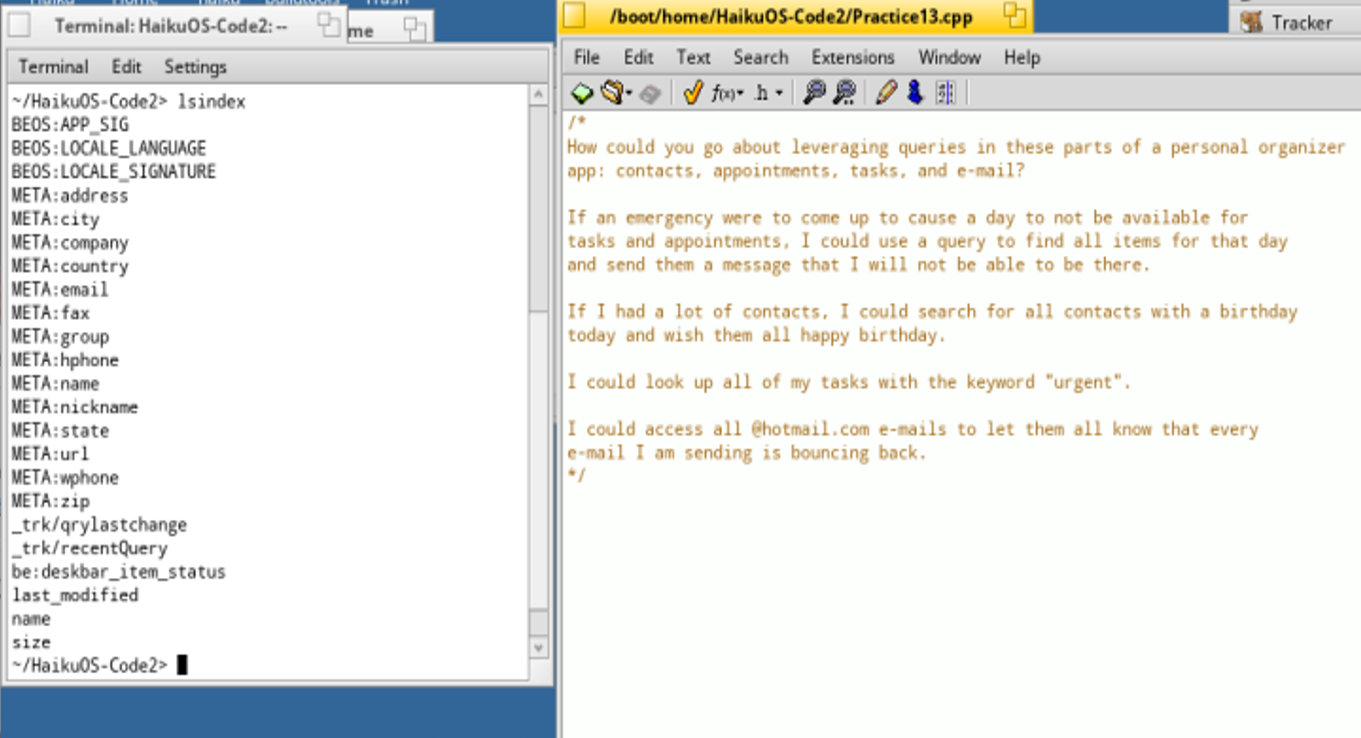 Terminal: HaikuOS-Code2: --
me
Terminal Edit Settings
~/HaikuOS-Code2> lsindex
BEOS:APP_SIG
BEOS:LOCALE_LANGUAGE
BEOS:LOCALE_SIGNATURE
META:address
META:city
META:company
META:country
META:email
META:fax
META:group
META:hphone
META:name
META:nickname
META:state
META:url
META:wphone
META:zip
_trk/qrylastchange
_trk/recentQuery
be:deskbar_item_status
last_modified
name
size
~/HaikuOS-Code2>
/boot/home/HaikuOS-Code2/Practice13.cpp
Tracker
File Edit Text Search Extensions Window Help
f(x) .h
/*
How could you go about leveraging queries in these parts of a personal organizer
app: contacts, appointments, tasks, and e-mail?
If an emergency were to come up to cause a day to not be available for
tasks and appointments, I could use a query to find all items for that day
and send them a message that I will not be able to be there.
If I had a lot of contacts, I could search for all contacts with a birthday
today and wish them all happy birthday.
I could look up all of my tasks with the keyword "urgent".
I could access all @hotmail.com e-mails to let them all know that every
e-mail I am sending is bouncing back.
*/